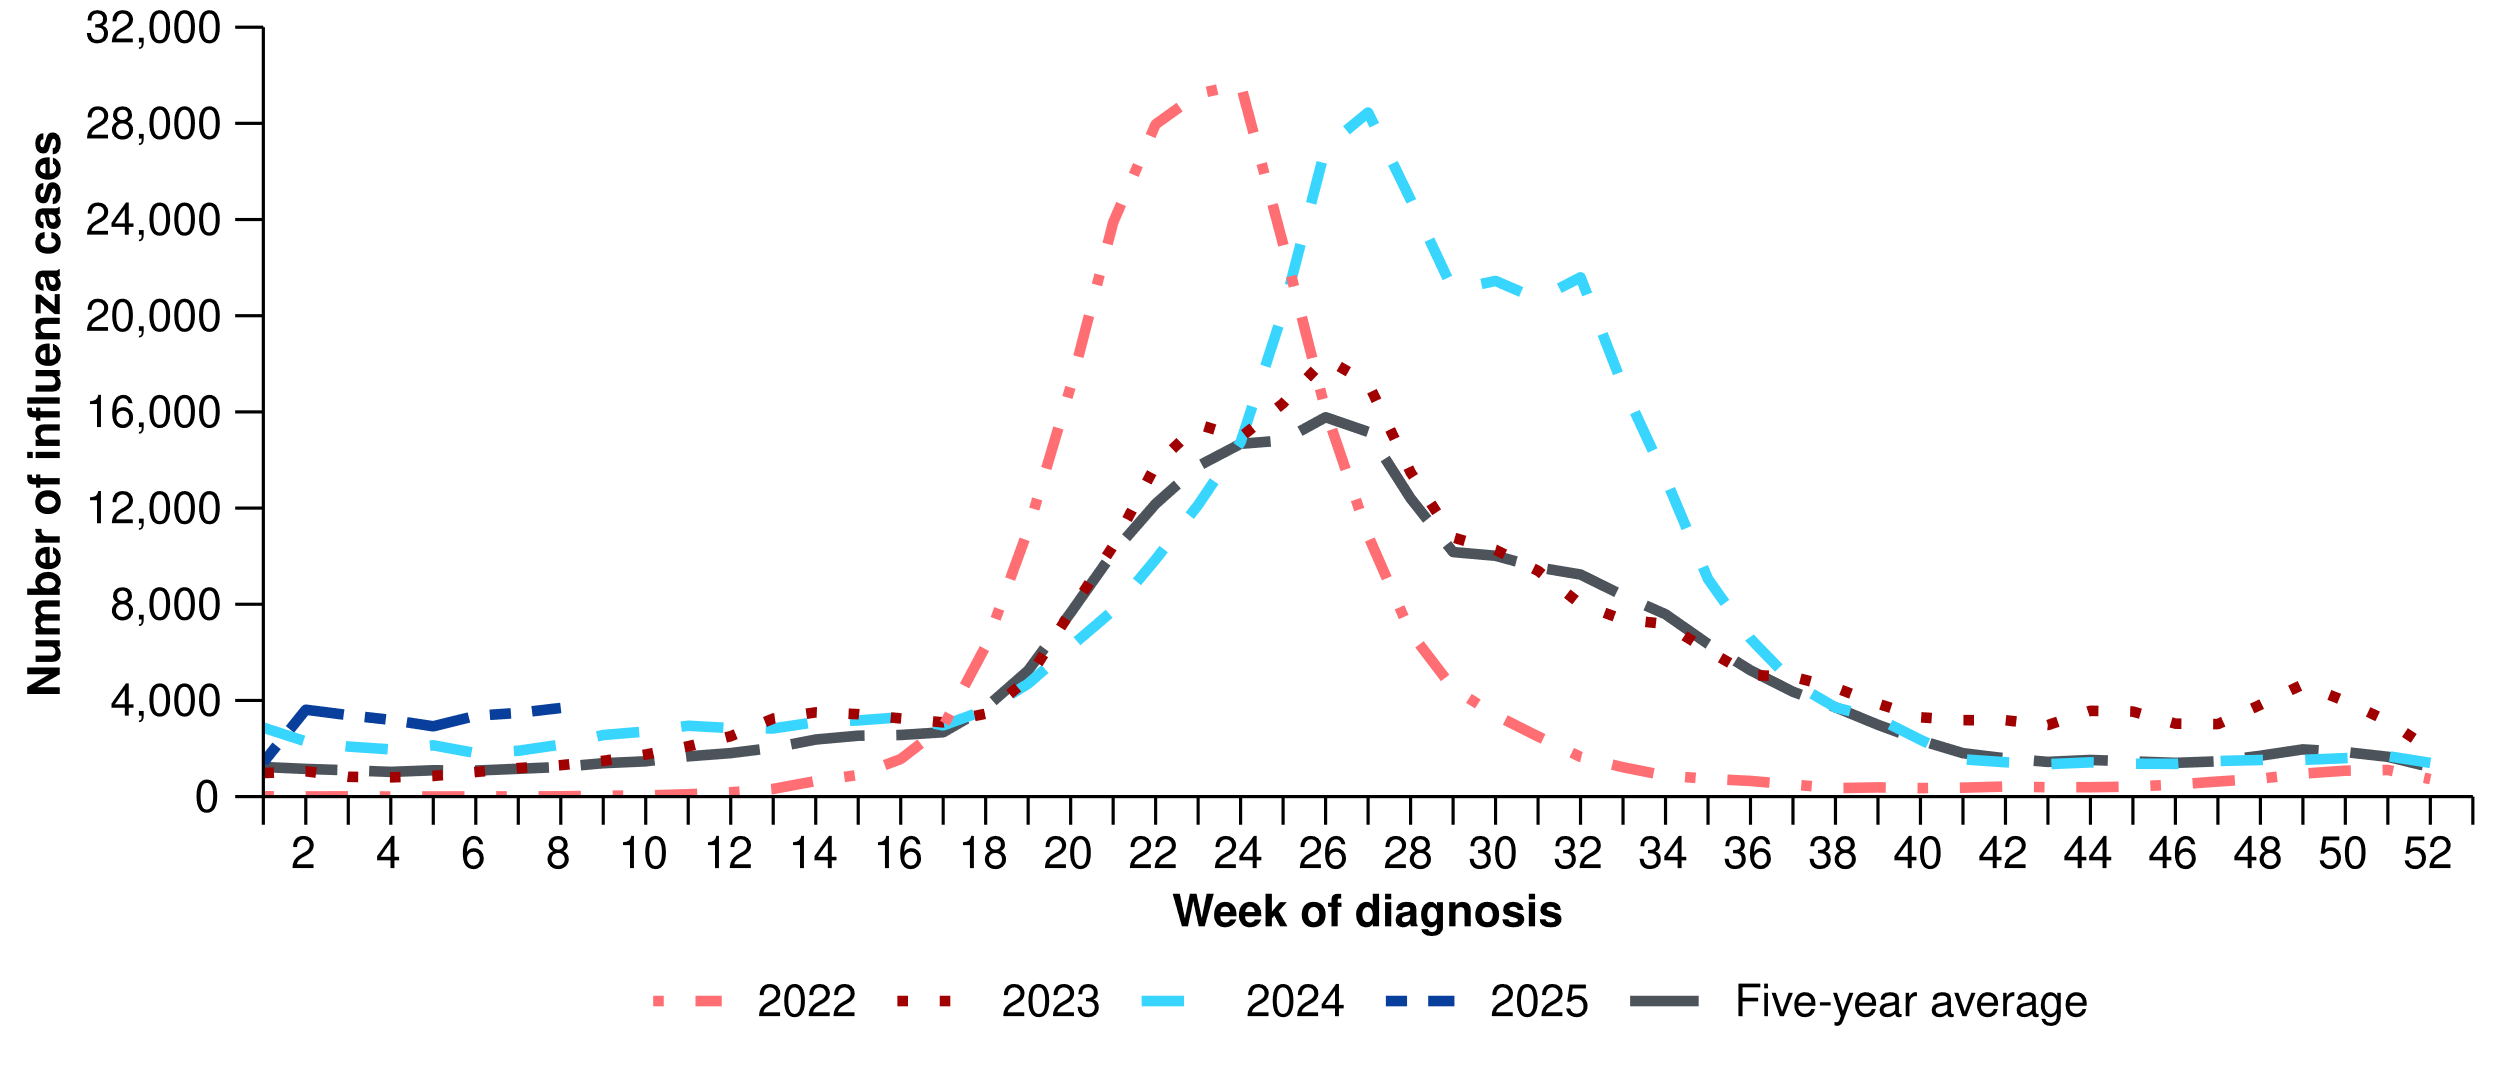 32,000
28,000
24,000
20,000
16,000
12,000
8,000
4,000
0
Number of influenza cases
2 4 6 8 10 12 14 16 18 20 22 24 26 28 30 32 34 36 38 40 42 44 46 48 50 52
Week of diagnosis
2022 2023 2024 2025 Five-year average